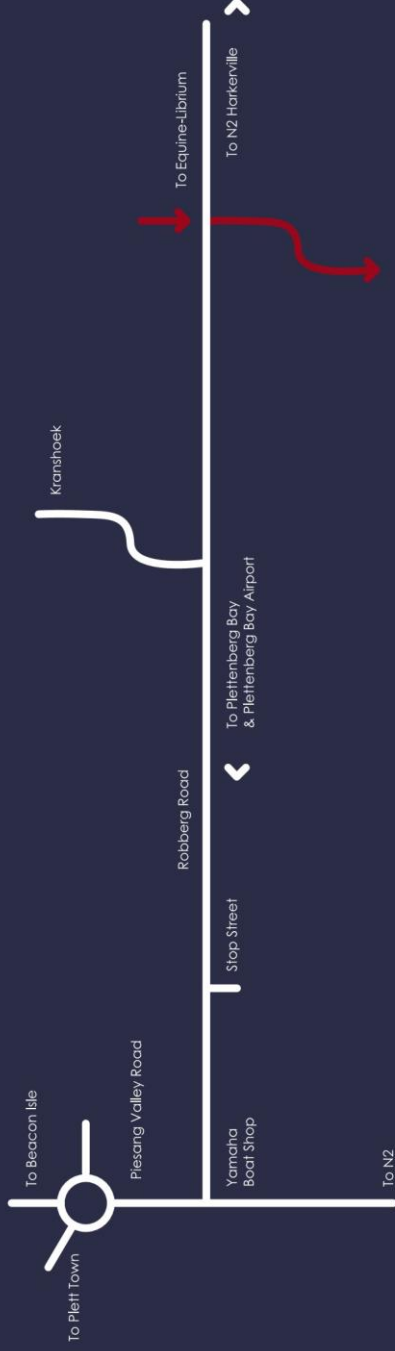 To Beacon Isle
To Plett Town
Piesang Valley Road
Yamaha
Boat Shop
To N2
Stop Street
Robberg Road
To Plettenberg Bay
& Plettenberg Bay Airport
Kranshoek
To Equine-Librium
To N2 Harkerville